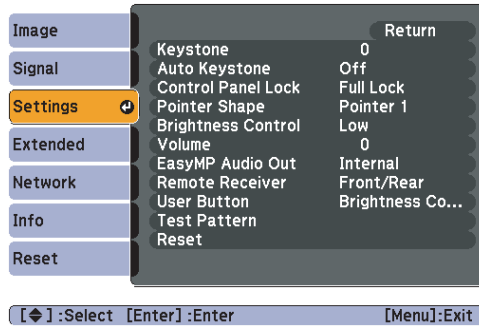 Image
Signal
Settings
Extended
Network
Info
Reset
Return
Keystone 0
Auto Keystone Off
Control Panel Lock Full Lock
Pointer Shape Pointer 1
Brightness Control Low
Volume 0
EasyMP Audio Out Internal
Remote Receiver Front/Rear
User Button Brightness Co...
Test Pattern
Reset
[◆] :Select [Enter] :Enter [Menu]:Exit